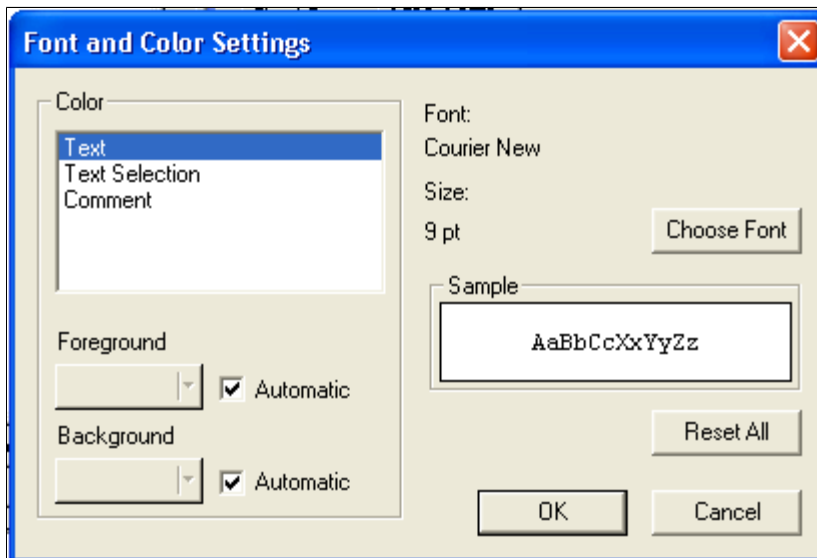 Font and Color Settings
Color
Text
Text Selection
Comment
Foreground
Automatic
Background
Automatic
Font:
Courier New
Size:
9 pt
Choose Font
Sample
AaBbCcXxYyZz
Reset All
OK
Cancel